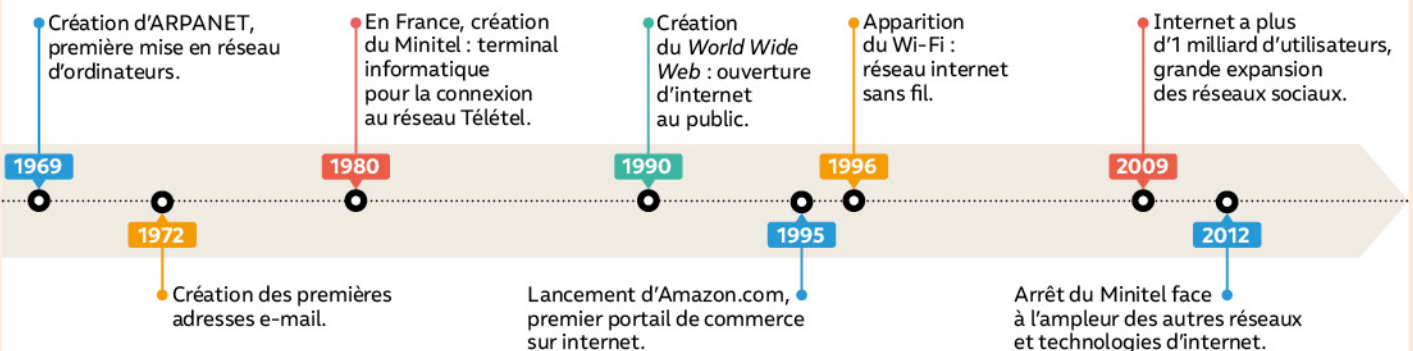 Création d’ARPANET,
première mise en réseau
d’ordinateurs.
En France, création
du Minitel : terminal
informatique
pour la connexion
au réseau Télétel.
Création
du World Wide
Web : ouverture
d’internet
au public.
Apparition
du Wi-Fi :
réseau internet
sans fil.
Internet a plus
d’1 milliard d’utilisateurs,
grande expansion
des réseaux sociaux.
1969
1980
1990
1996
2009
1972
1995
2012
Création des premières
adresses e-mail.
Lancement d’Amazon.com,
premier portail de commerce
sur internet.
Arrêt du Minitel face
à l’ampleur des autres réseaux
et technologies d’internet.